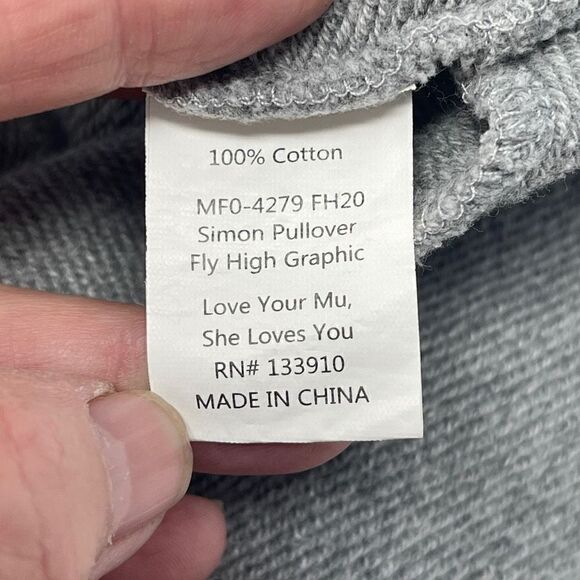 100% Cotton
MF0-4279 FH20
Simon Pullover
Fly High Graphic
Love Your Mu,
She Loves You
RN# 133910
MADE IN CHINA